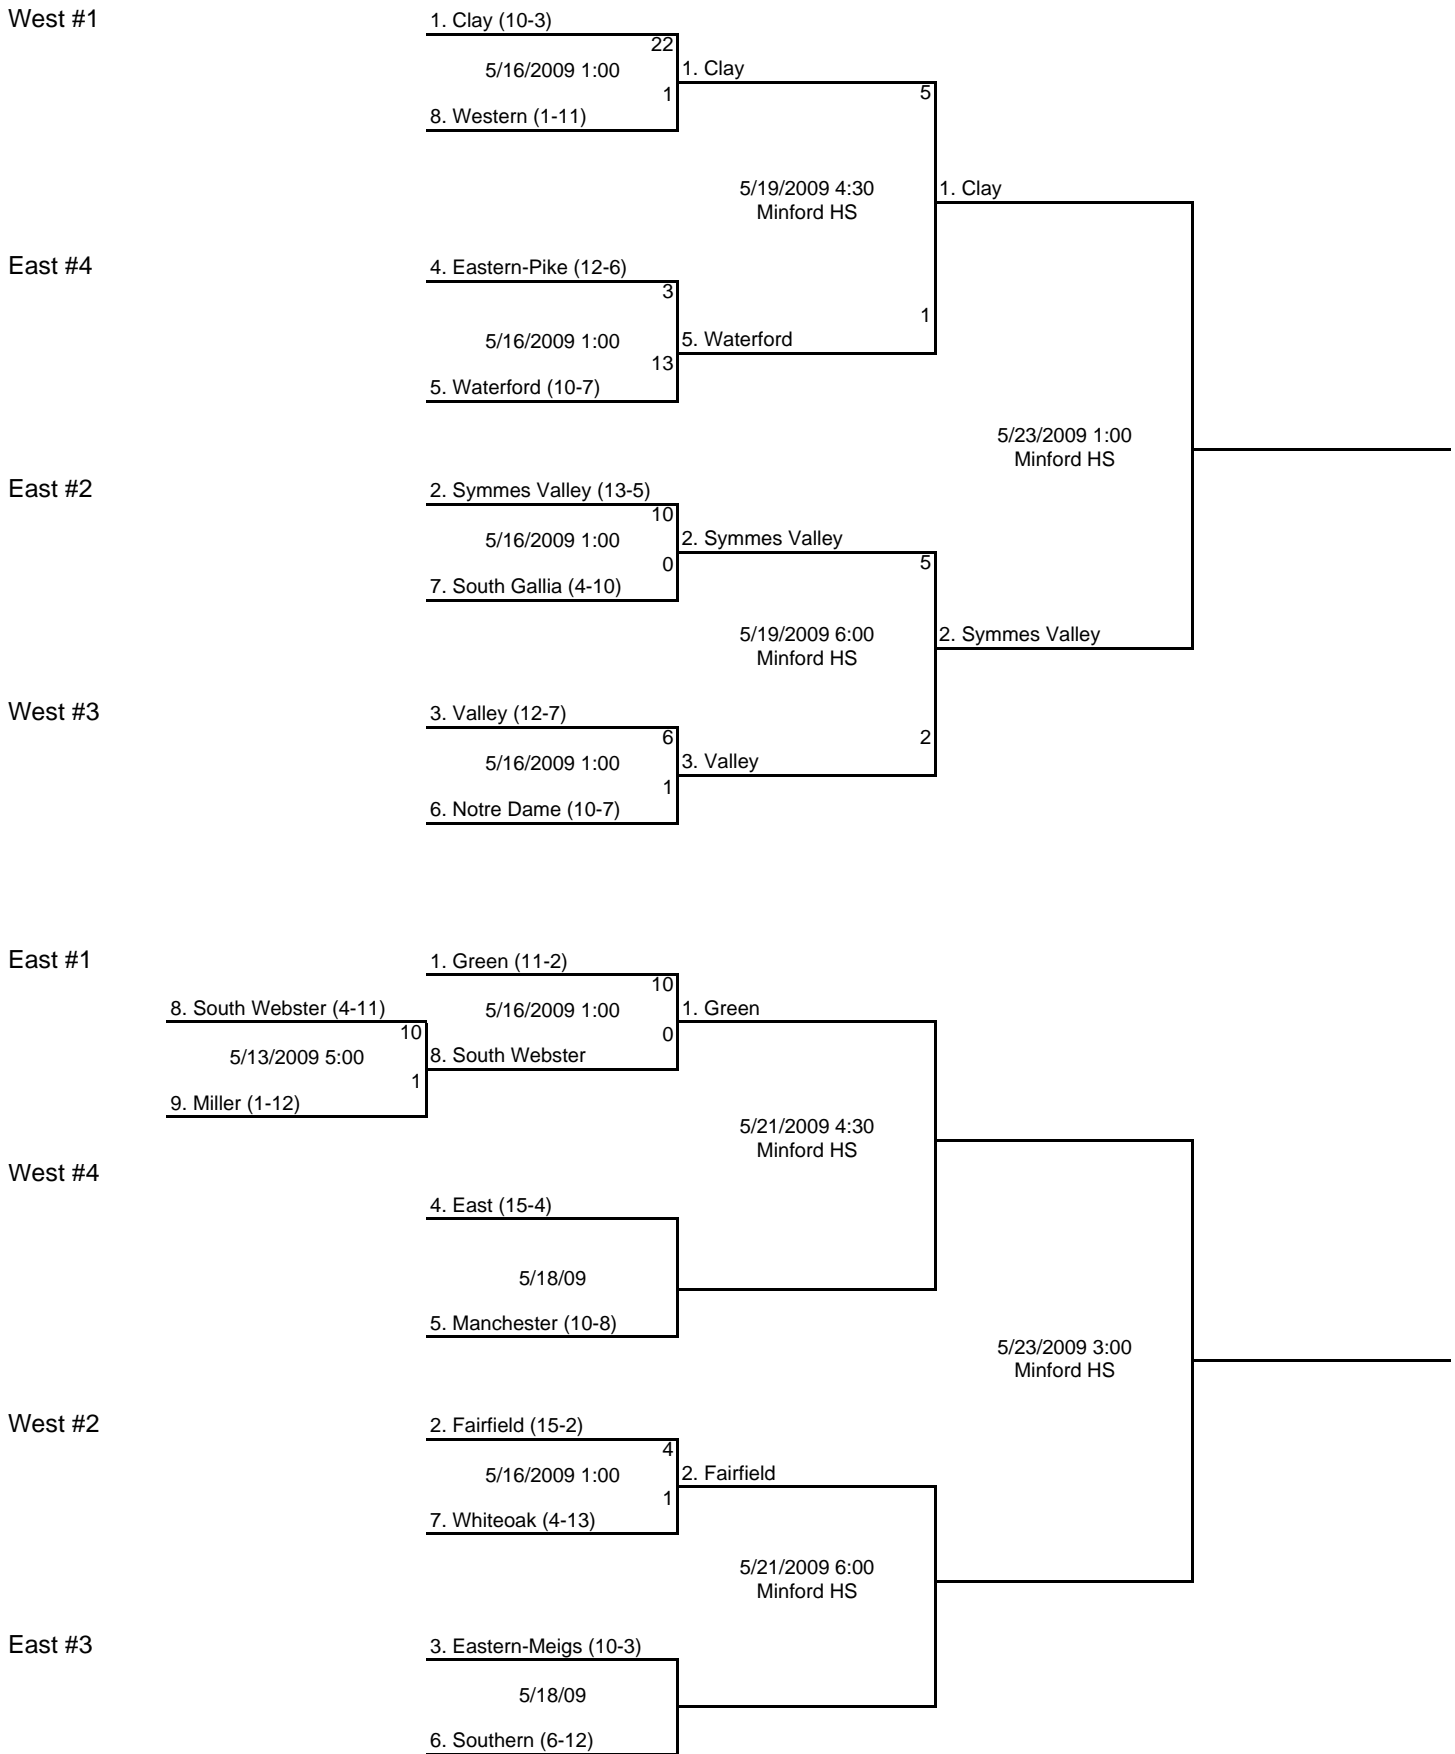 West #1
1. Clay (10-3)
22
5/16/2009 1:00
1. Clay
1
5
8. Western (1-11)
5/19/2009 4:30
Minford HS
1. Clay
East #4
4. Eastern-Pike (12-6)
3
1
5/16/2009 1:00
5. Waterford
13
5. Waterford (10-7)
5/23/2009 1:00
Minford HS
East #2
2. Symmes Valley (13-5)
10
5/16/2009 1:00
2. Symmes Valley
0
5
7. South Gallia (4-10)
5/19/2009 6:00
Minford HS
2. Symmes Valley
West #3
3. Valley (12-7)
6
2
5/16/2009 1:00
3. Valley
1
6. Notre Dame (10-7)
East #1
1. Green (11-2)
10
8. South Webster (4-11)
5/16/2009 1:00
1. Green
10
0
5/13/2009 5:00
8. South Webster
1
9. Miller (1-12)
5/21/2009 4:30
Minford HS
West #4
4. East (15-4)
5/18/09
5. Manchester (10-8)
5/23/2009 3:00
Minford HS
West #2
2. Fairfield (15-2)
4
5/16/2009 1:00
2. Fairfield
1
7. Whiteoak (4-13)
5/21/2009 6:00
Minford HS
East #3
3. Eastern-Meigs (10-3)
5/18/09
6. Southern (6-12)